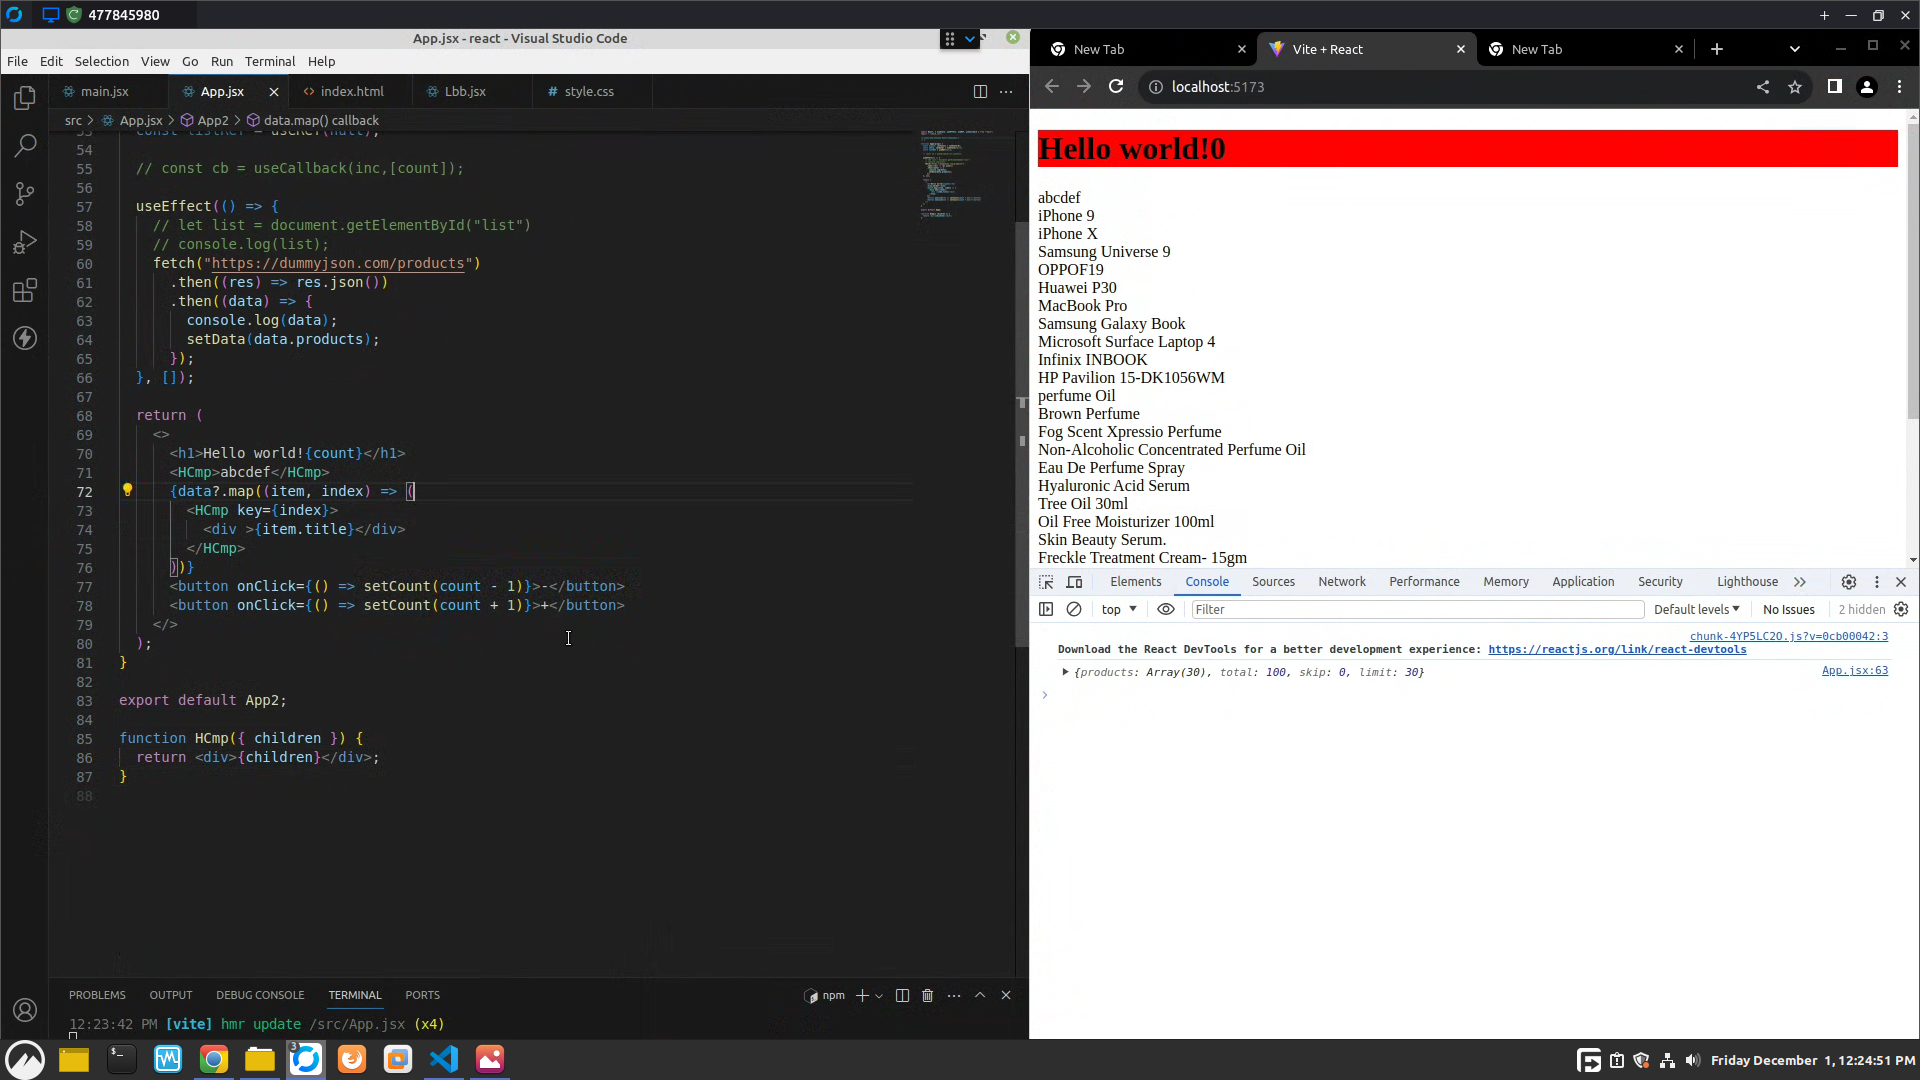 477845980
App.jsx - react - Visual Studio Code
File Edit Selection View Go Run Terminal Help
main.jsx App.jsx index.html Lbb.jsx style.css
src > App.jsx > App2 > data.map() callback
53 const listRef = useRef(null);
54
55 // const cb = useCallback(inc,[count]);
56
57 useEffect(() => {
58 // let list = document.getElementById("list")
59 // console.log(list);
60 fetch("https://dummyjson.com/products")
61 .then((res) => res.json())
62 .then((data) => {
63 console.log(data);
64 setData(data.products);
65 });
66 }, []);
67
68 return (
69 <>
70 <h1>Hello world!{count}</h1>
71 <HCmp>abcdef</HCmp>
72 {data?.map((item, index) => (
73 <HCmp key={index}>
74 <div >{item.title}</div>
75 </HCmp>
76 ))}
77 <button onClick={() => setCount(count - 1)}>-</button>
78 <button onClick={() => setCount(count + 1)}>+</button>
79 </>
80 );
81 }
82
83 export default App2;
84
85 function HCmp({ children }) {
86 return <div>{children}</div>;
87 }
88
PROBLEMS OUTPUT DEBUG CONSOLE TERMINAL PORTS
npm
12:23:42 PM [vite] hmr update /src/App.jsx (x4)
New Tab Vite + React New Tab
localhost:5173
Hello world!0
abcdef
iPhone 9
iPhone X
Samsung Universe 9
OPPOF19
Huawei P30
MacBook Pro
Samsung Galaxy Book
Microsoft Surface Laptop 4
Infinix INBOOK
HP Pavilion 15-DK1056WM
perfume Oil
Brown Perfume
Fog Scent Xpressio Perfume
Non-Alcoholic Concentrated Perfume Oil
Eau De Perfume Spray
Hyaluronic Acid Serum
Tree Oil 30ml
Oil Free Moisturizer 100ml
Skin Beauty Serum.
Freckle Treatment Cream- 15gm
Elements Console Sources Network Performance Memory Application Security Lighthouse
top Filter Default levels No Issues 2 hidden
chunk-4YP5LC2O.js?v=0cb00042:3
Download the React DevTools for a better development experience: https://reactjs.org/link/react-devtools
{products: Array(30), total: 100, skip: 0, limit: 30} App.jsx:63
3
Friday December 1, 12:24:51 PM